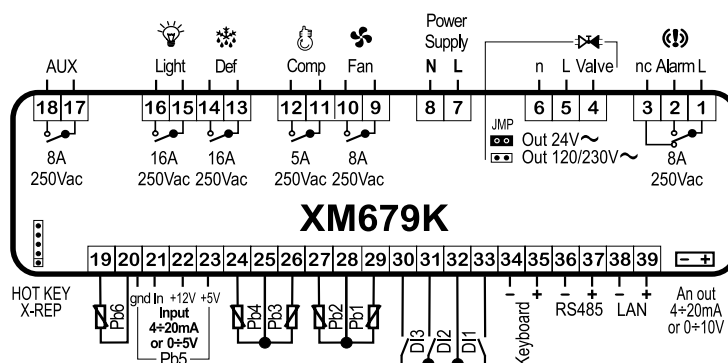 Power
Supply
AUX Light Def Comp Fan N L n L Valve nc Alarm L
18 17 16 15 14 13 12 11 10 9 8 7 6 5 4 3 2 1
JMP
Out 24V~
Out 120/230V~
8A 16A 16A 5A 8A 8A
250Vac 250Vac 250Vac 250Vac 250Vac 250Vac
XM679K
19 20 21 22 23 24 25 26 27 28 29 30 31 32 33 34 35 36 37 38 39 - +
HOT KEY
X-REP
Pb6
gnd In +12V +5V
Input
4÷20mA
or 0÷5V
Pb5
Pb4 Pb3 Pb2 Pb1
DI3 DI2 DI1
- + - + - +
Keyboard RS485 LAN
An out
4÷20mA
or 0÷10V